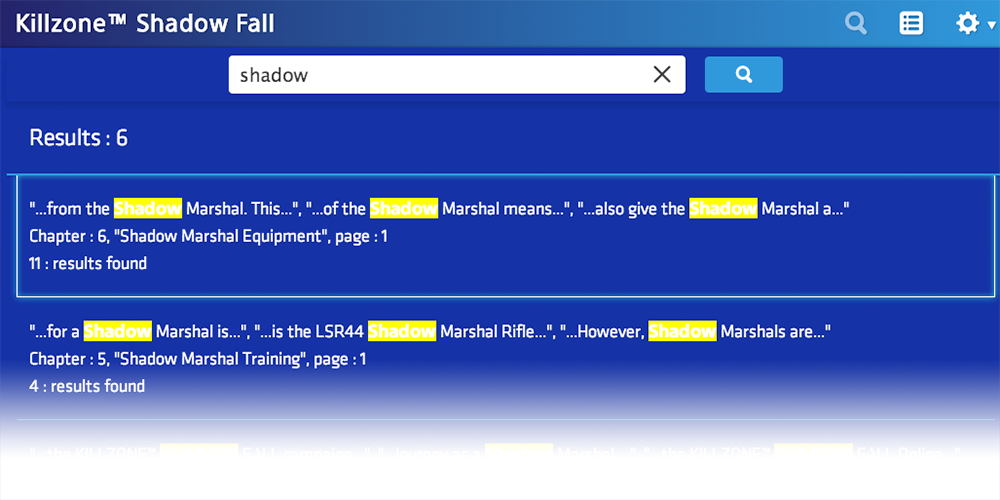 Killzone™ Shadow Fall
shadow
Results : 6
"...from the Shadow Marshal. This...", "...of the Shadow Marshal means...", "...also give the Shadow Marshal a..."
Chapter : 6, "Shadow Marshal Equipment", page : 1
11 : results found
"...for a Shadow Marshal is...", "...is the LSR44 Shadow Marshal Rifle...", "...However, Shadow Marshals are..."
Chapter : 5, "Shadow Marshal Training", page : 1
4 : results found